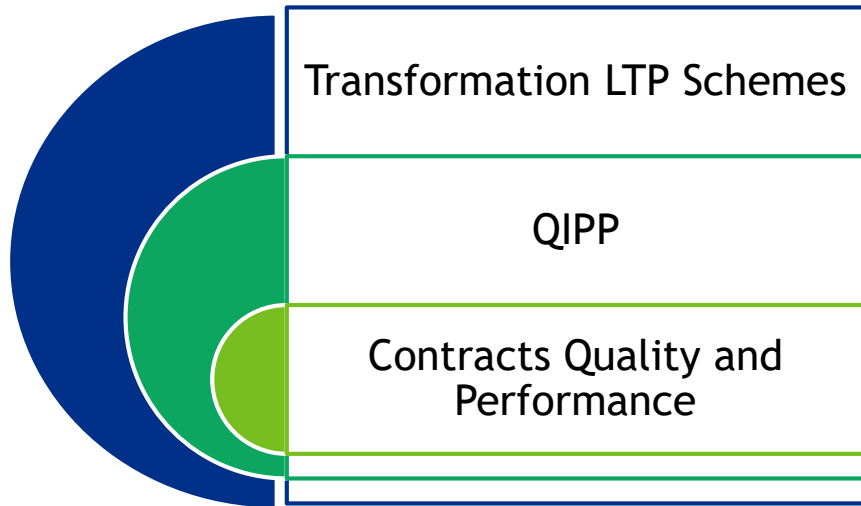 Transformation LTP Schemes
QIPP
Contracts Quality and
Performance